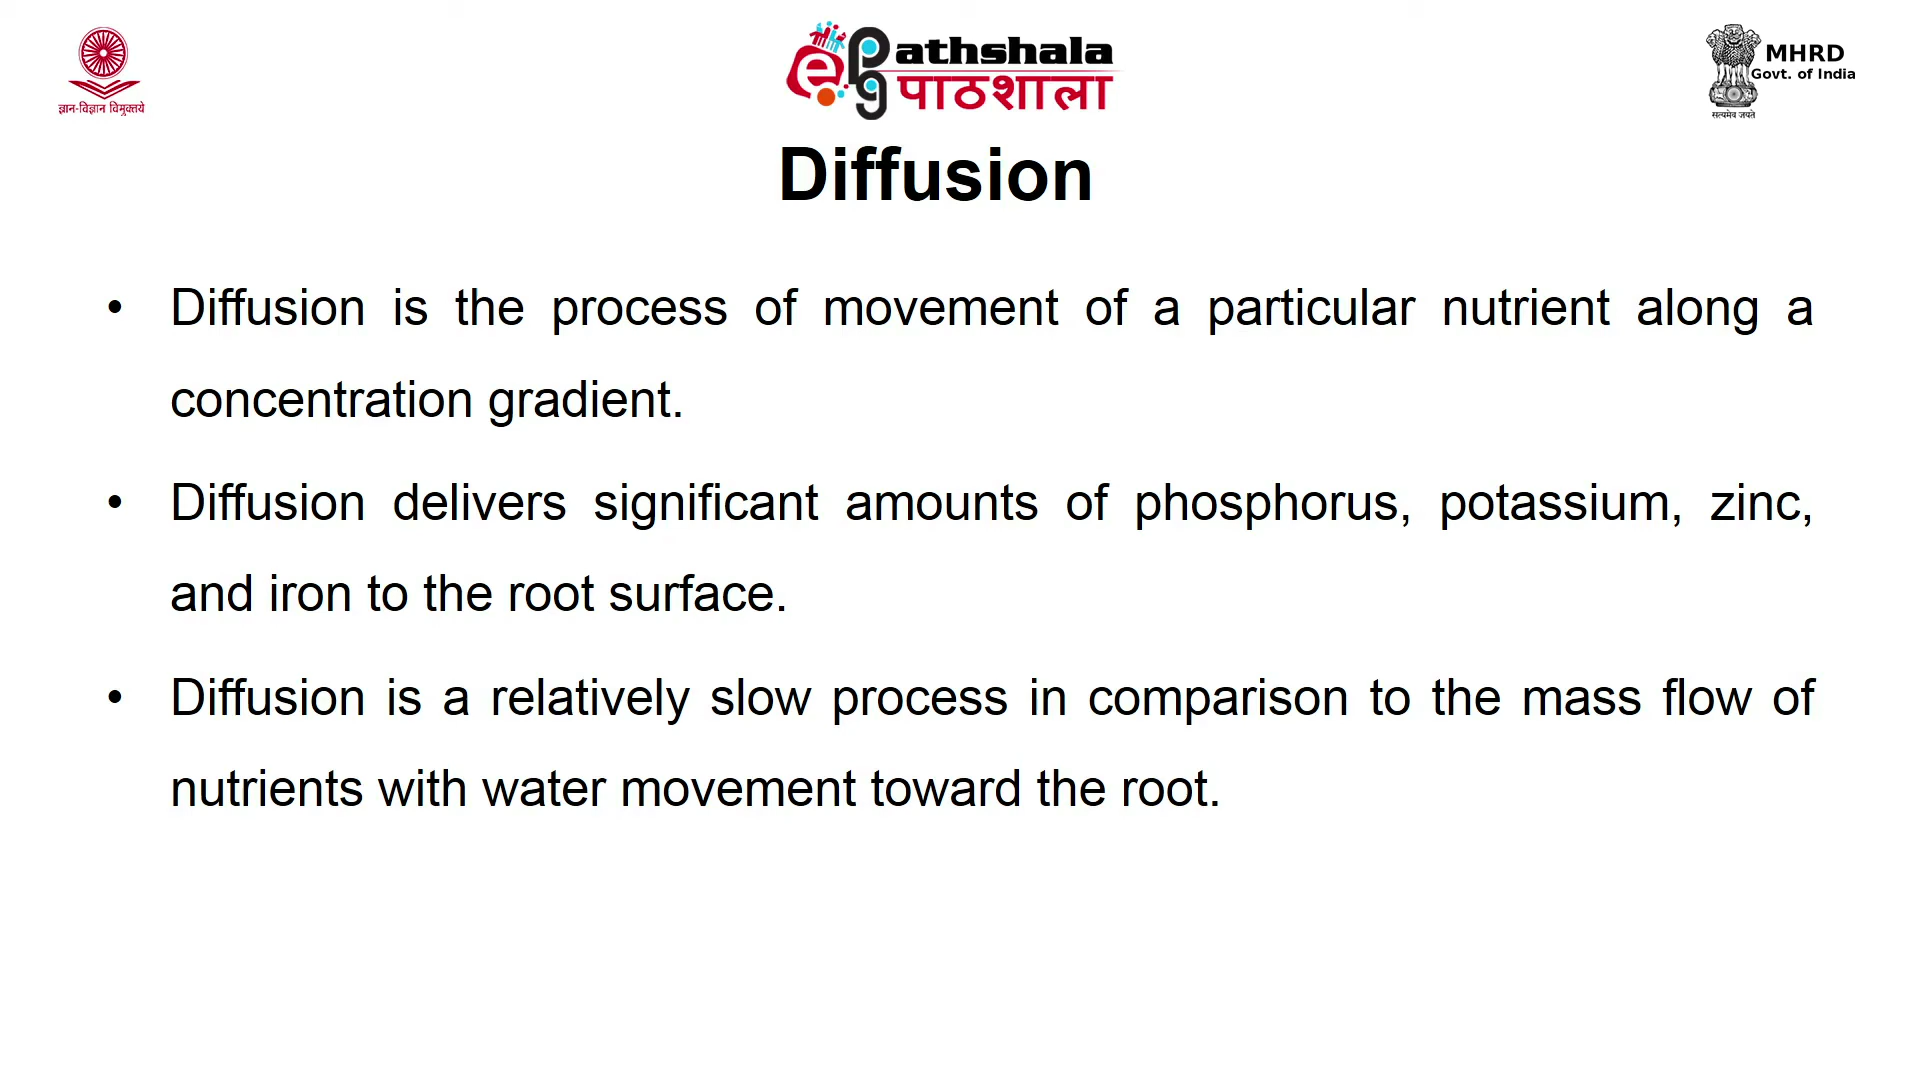 ज्ञान-विज्ञान विमुक्तये
e PG athshala
पाठशाला
MHRD
Govt. of India
सत्यमेव जयते
Diffusion
• Diffusion is the process of movement of a particular nutrient along a
concentration gradient.
• Diffusion delivers significant amounts of phosphorus, potassium, zinc,
and iron to the root surface.
• Diffusion is a relatively slow process in comparison to the mass flow of
nutrients with water movement toward the root.